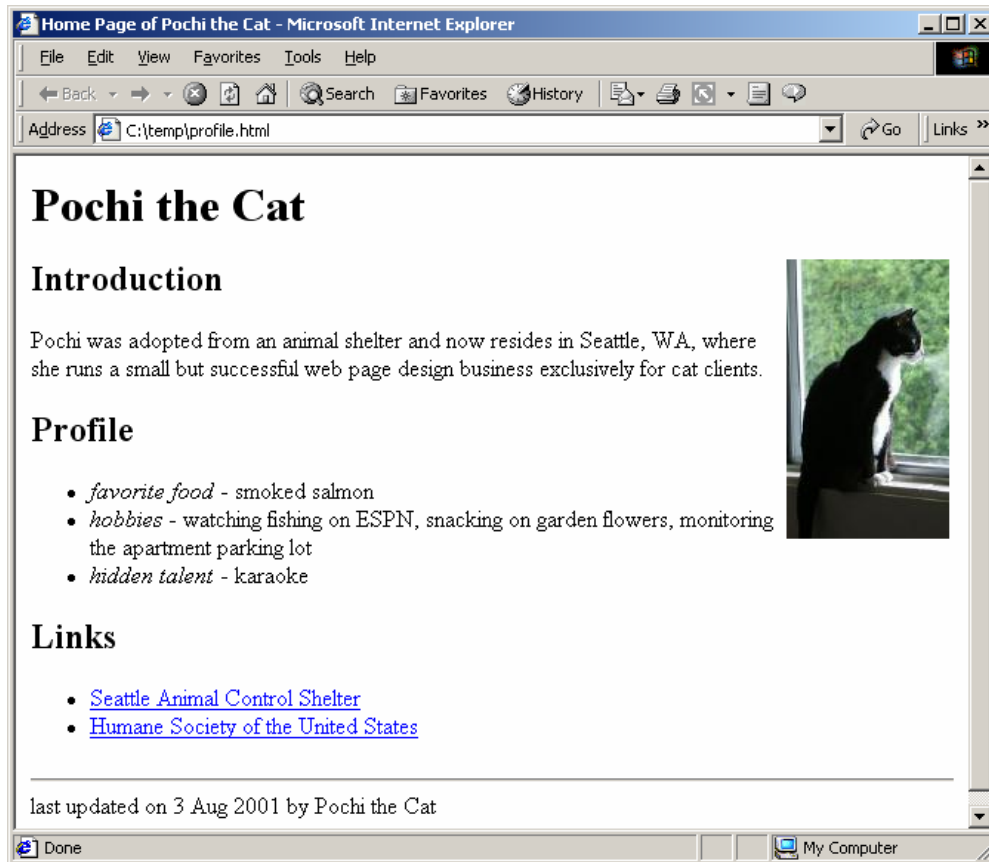 Home Page of Pochi the Cat - Microsoft Internet Explorer
File Edit View Favorites Tools Help
Back Search Favorites History
Address C:\temp\profile.html Go Links »
Pochi the Cat
Introduction
Pochi was adopted from an animal shelter and now resides in Seattle, WA, where
she runs a small but successful web page design business exclusively for cat clients.
Profile
• favorite food - smoked salmon
• hobbies - watching fishing on ESPN, snacking on garden flowers, monitoring
the apartment parking lot
• hidden talent - karaoke
Links
• Seattle Animal Control Shelter
• Humane Society of the United States
last updated on 3 Aug 2001 by Pochi the Cat
Done My Computer